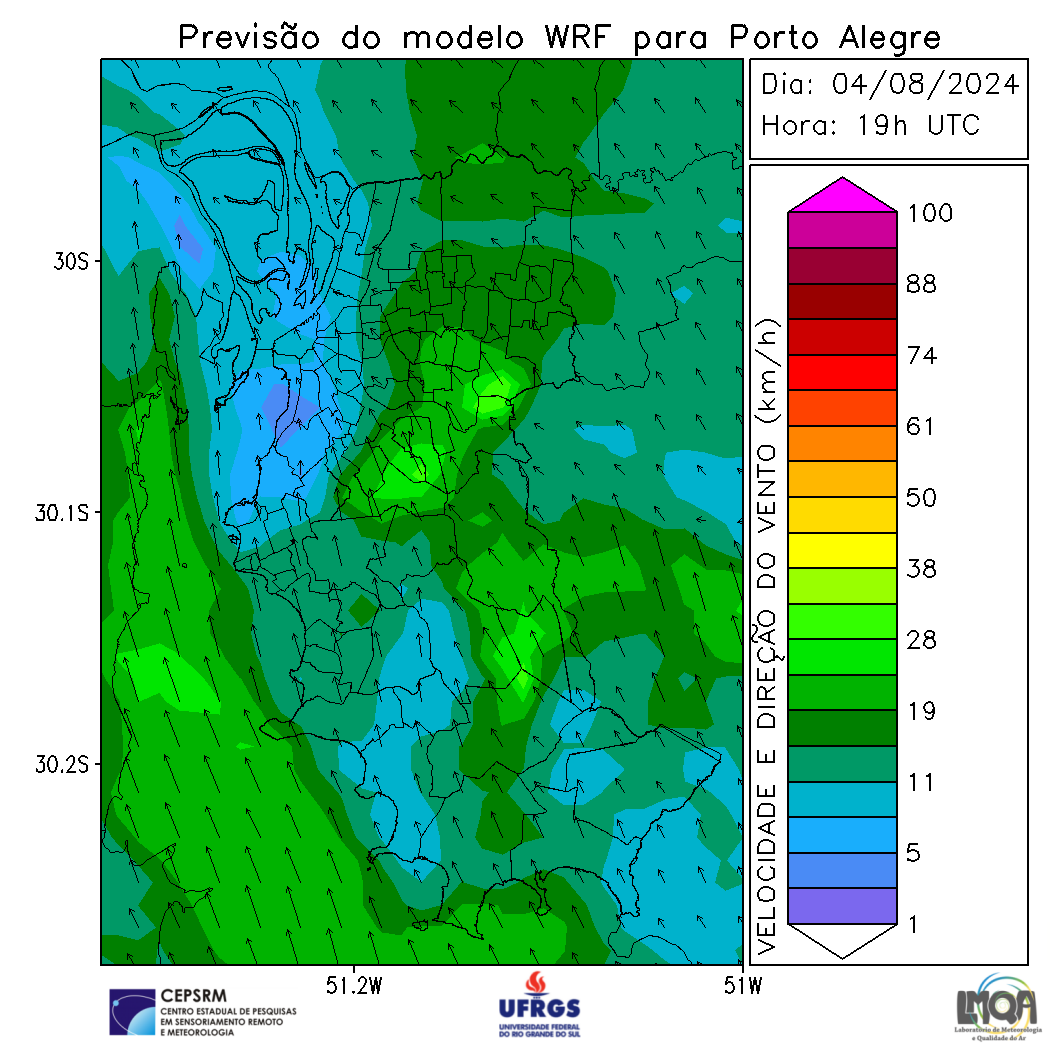 Previsão do modelo WRF para Porto Alegre
Dia: 04/08/2024
Hora: 19h UTC
30S
30.1S
30.2S
51.2W
51W
VELOCIDADE E DIREÇÃO DO VENTO (km/h)
100
88
74
61
50
38
28
19
11
5
1
CEPSRM
CENTRO ESTADUAL DE PESQUISAS
EM SENSORIAMENTO REMOTO
E METEOROLOGIA
UFRGS
UNIVERSIDADE FEDERAL
DO RIO GRANDE DO SUL
LMQA
Laboratório de Meteorologia
e Qualidade do Ar